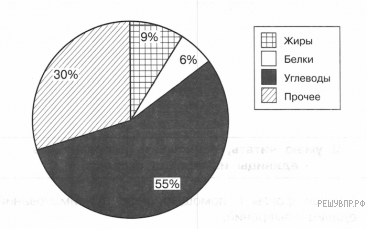 9%
6%
30%
55%
Жиры
Белки
Углеводы
Прочее
РЕШУВПР.РФ